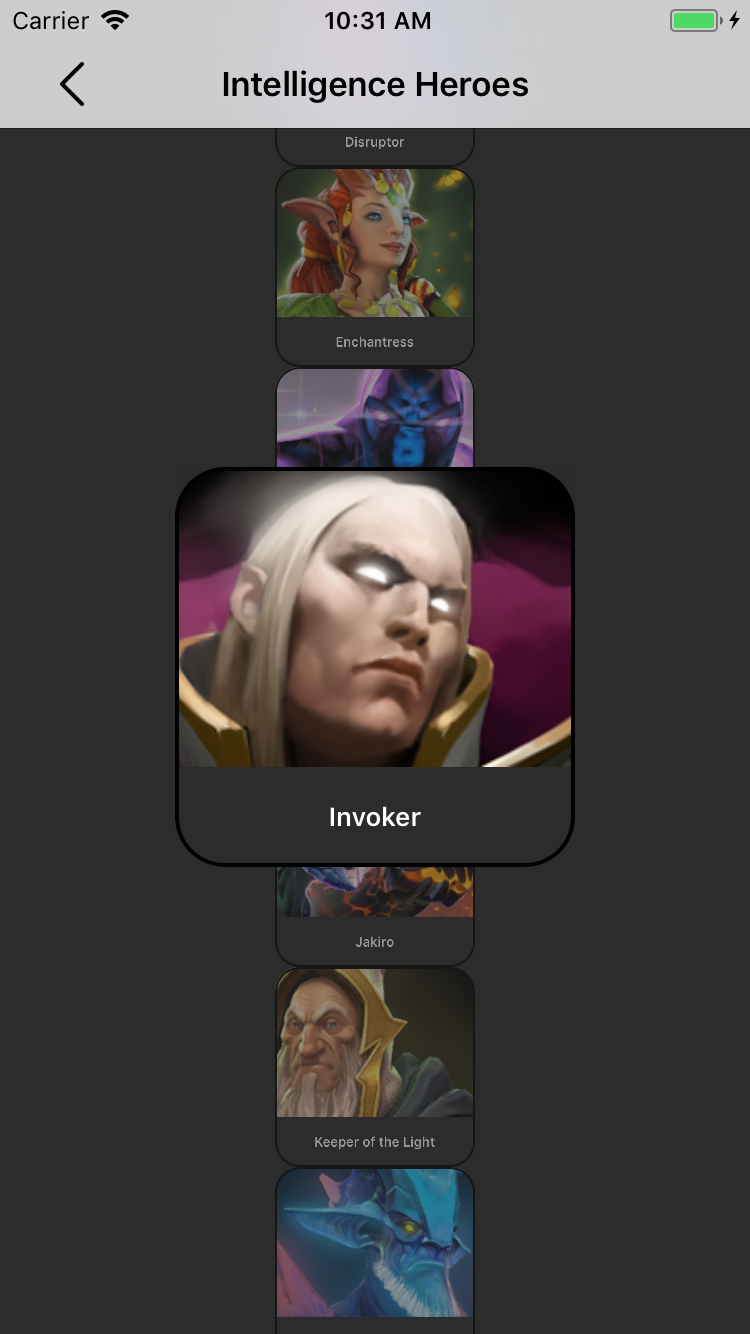 Carrier
10:31 AM
Intelligence Heroes
Disruptor
Enchantress
Invoker
Jakiro
Keeper of the Light